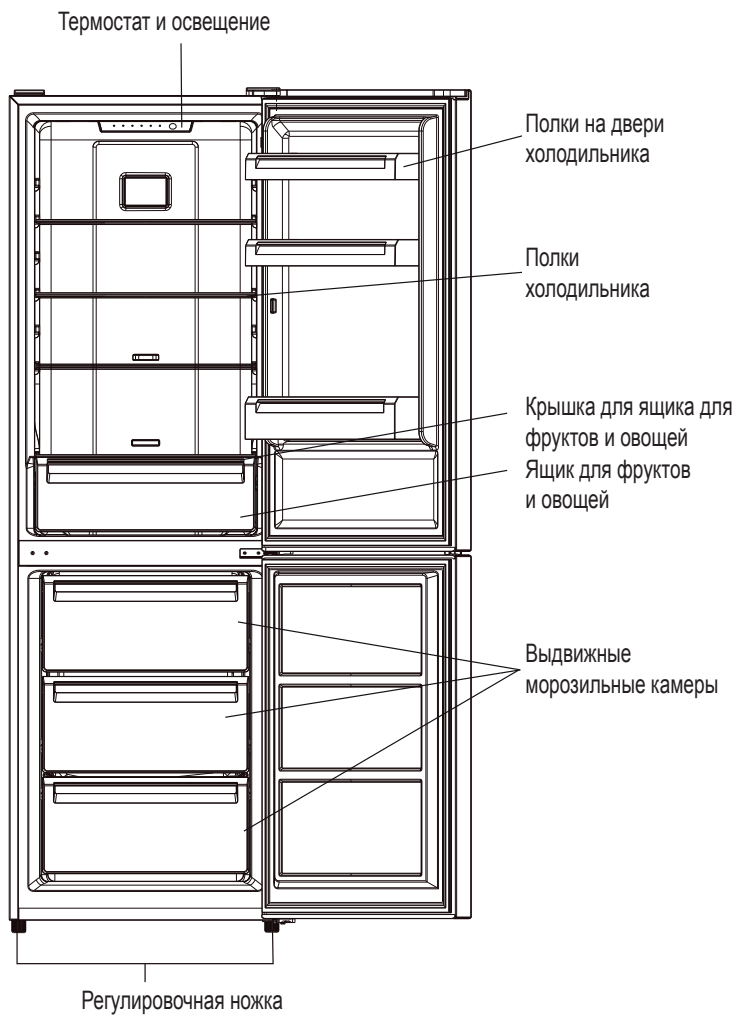 Термостат и освещение
Полки на двери
холодильника
Полки
холодильника
Крышка для ящика для
фруктов и овощей
Ящик для фруктов
и овощей
Выдвижные
морозильные камеры
Регулировочная ножка